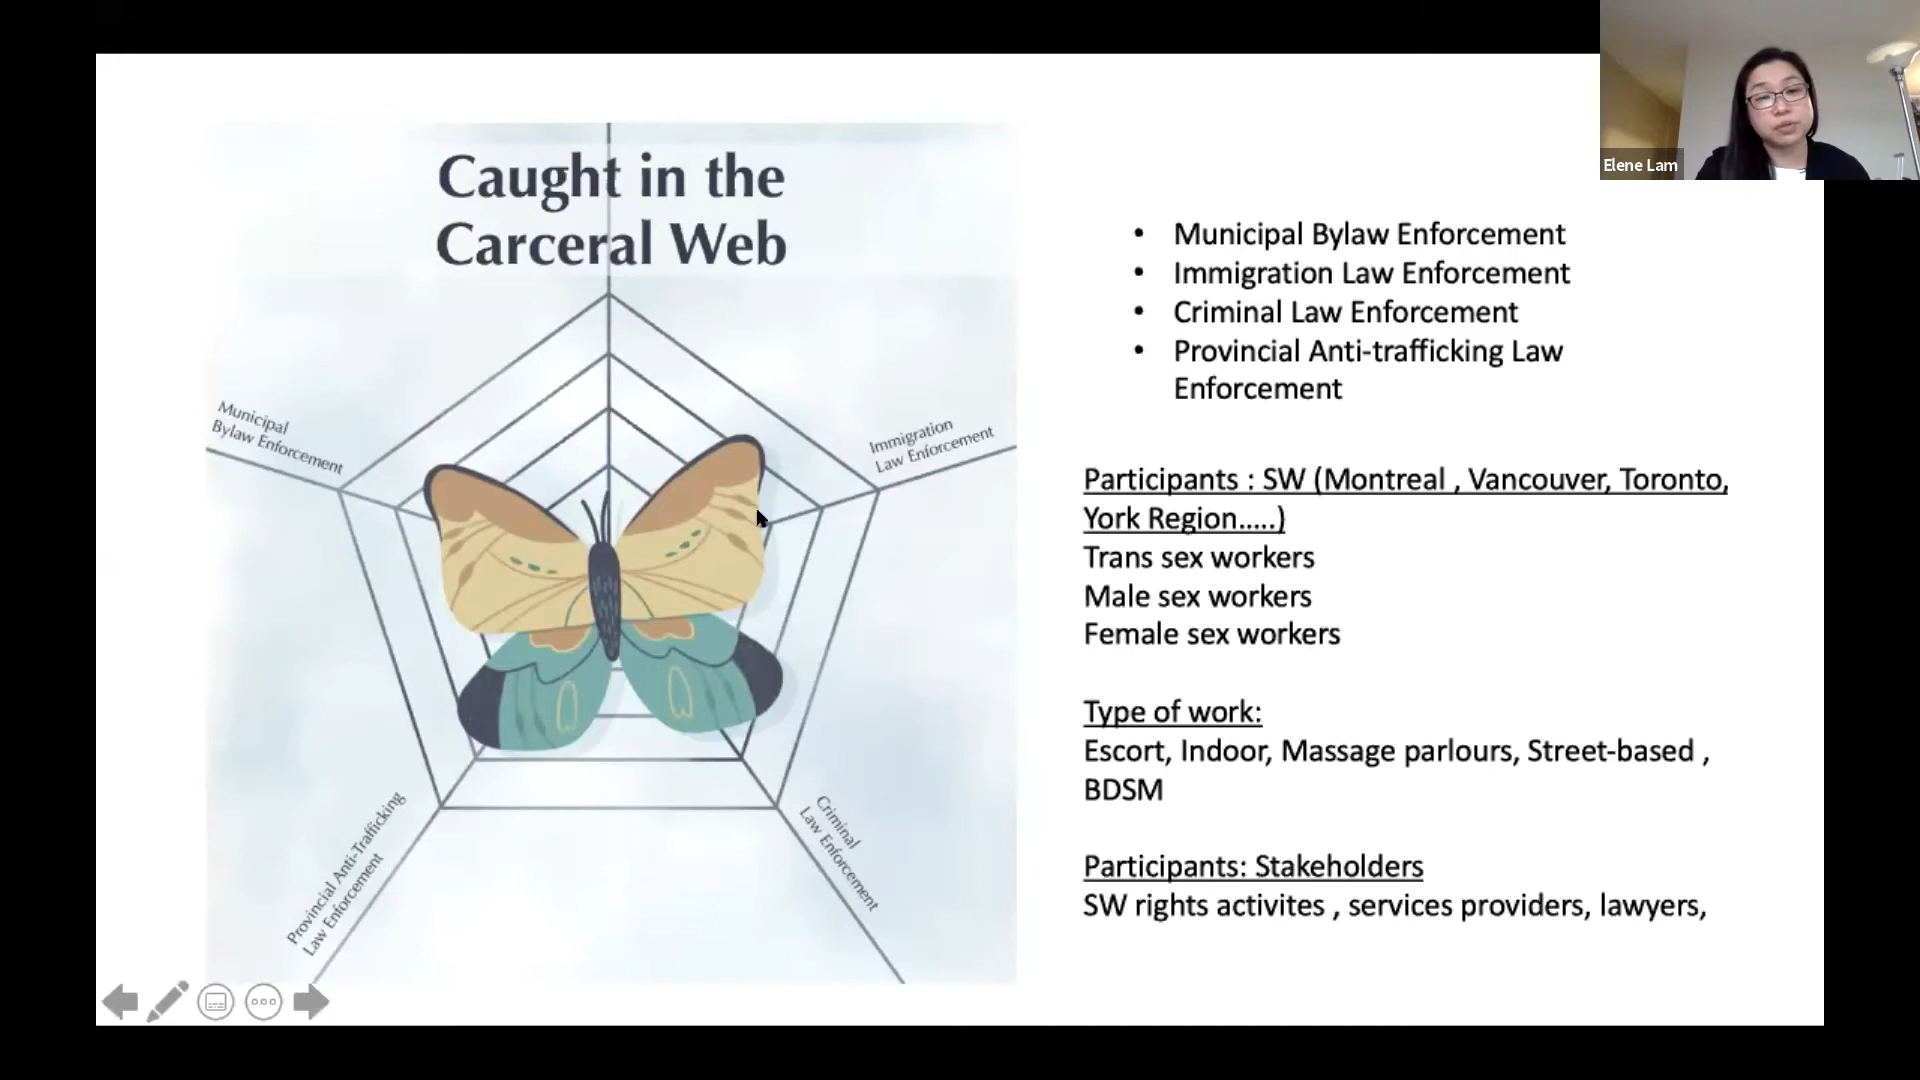 Caught in the
Carceral Web
Municipal
Bylaw Enforcement
Immigration
Law Enforcement
Provincial Anti-Trafficking
Law Enforcement
Criminal
Law Enforcement
• Municipal Bylaw Enforcement
• Immigration Law Enforcement
• Criminal Law Enforcement
• Provincial Anti-trafficking Law
Enforcement
Participants : SW (Montreal , Vancouver, Toronto,
York Region.....)
Trans sex workers
Male sex workers
Female sex workers
Type of work:
Escort, Indoor, Massage parlours, Street-based ,
BDSM
Participants: Stakeholders
SW rights activites , services providers, lawyers,
Elene Lam